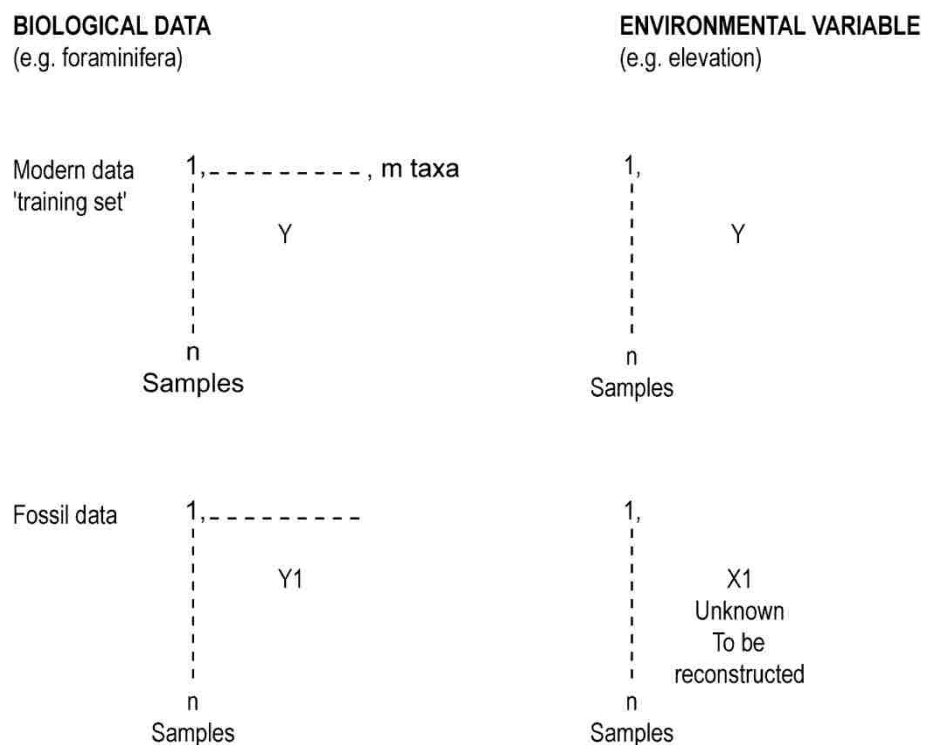 BIOLOGICAL DATA
(e.g. foraminifera)
ENVIRONMENTAL VARIABLE
(e.g. elevation)
Modern data
'training set'
1, , m taxa
Y
n
Samples
1,
Y
n
Samples
Fossil data
1,
Y1
n
Samples
1,
X1
Unknown
To be
reconstructed
n
Samples